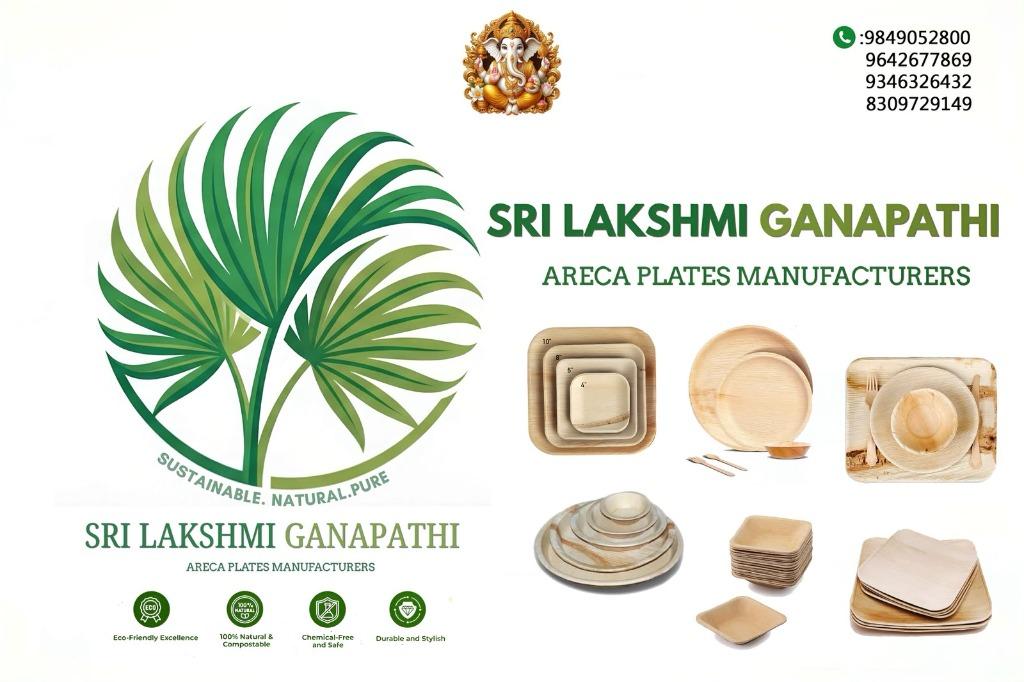 :9849052800
9642677869
9346326432
8309729149
SRI LAKSHMI GANAPATHI
ARECA PLATES MANUFACTURERS
10"
8"
5"
4"
SUSTAINABLE. NATURAL.PURE
SRI LAKSHMI GANAPATHI
ARECA PLATES MANUFACTURERS
ECO
100%
NATURAL
Eco-Friendly Excellence
100% Natural &
Compostable
Chemical-Free
and Safe
Durable and Stylish